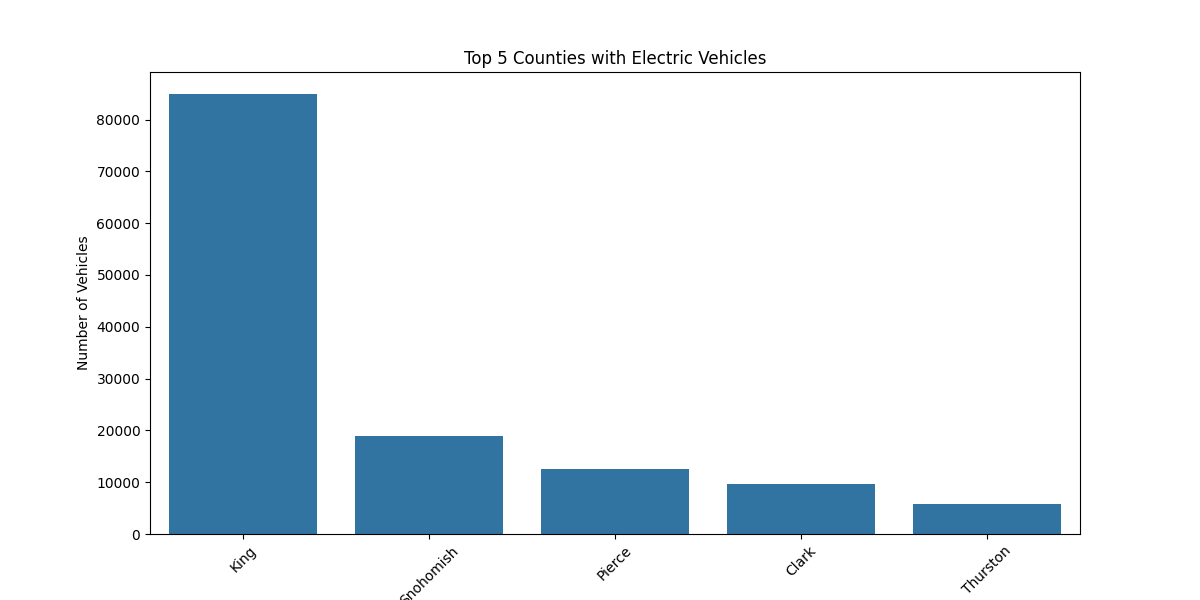 Top 5 Counties with Electric Vehicles
Number of Vehicles
80000
70000
60000
50000
40000
30000
20000
10000
0
King
Snohomish
Pierce
Clark
Thurston